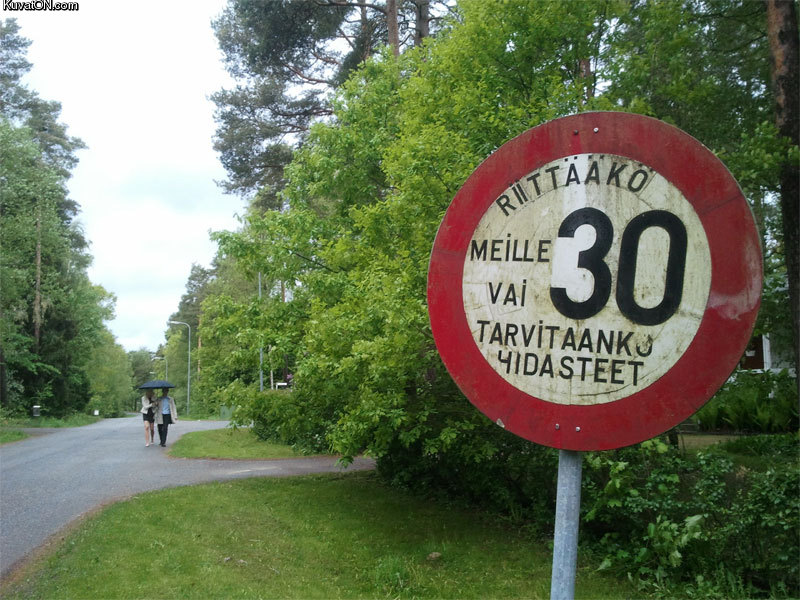 KuvatON.com
RIITTÄÄKÖ
MEILLE 30
VAI
TARVITAANKO
HIDASTEET